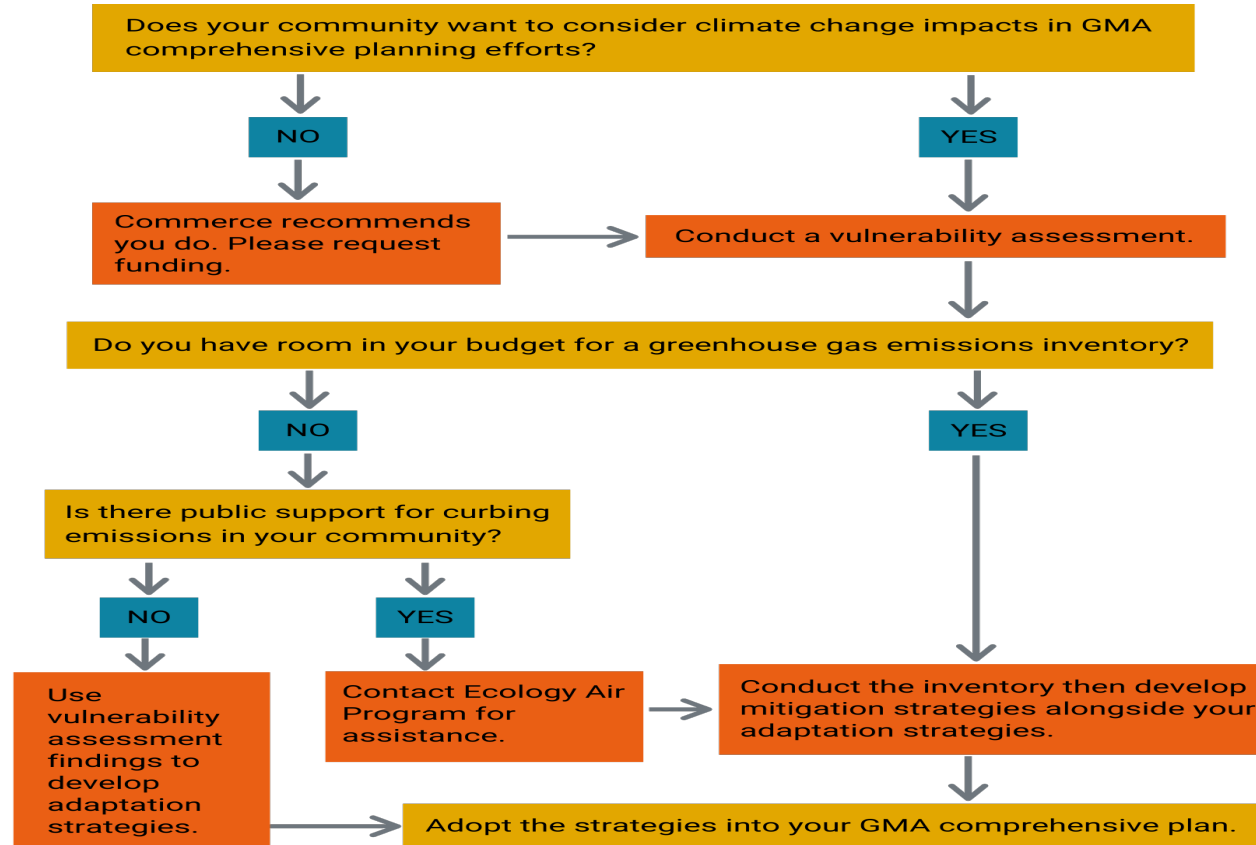 Does your community want to consider climate change impacts in GMA
comprehensive planning efforts?
NO
YES
Commerce recommends
you do. Please request
funding.
Conduct a vulnerability assessment.
Do you have room in your budget for a greenhouse gas emissions inventory?
NO
YES
Is there public support for curbing
emissions in your community?
NO
YES
Use
vulnerability
assessment
findings to
develop
adaptation
strategies.
Contact Ecology Air
Program for
assistance.
Conduct the inventory then develop
mitigation strategies alongside your
adaptation strategies.
Adopt the strategies into your GMA comprehensive plan.